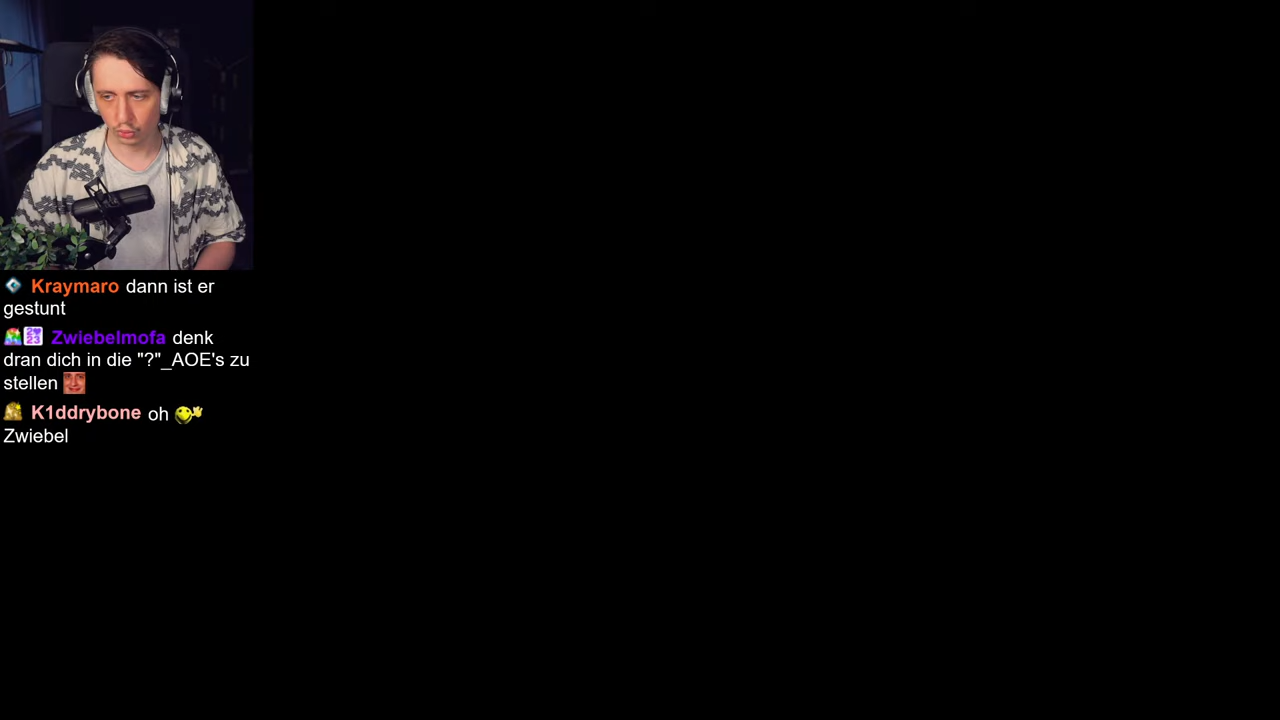 Kraymaro dann ist er
gestunt
Zwiebelmofa denk
dran dich in die "?"_AOE's zu
stellen
K1ddrybone oh
Zwiebel